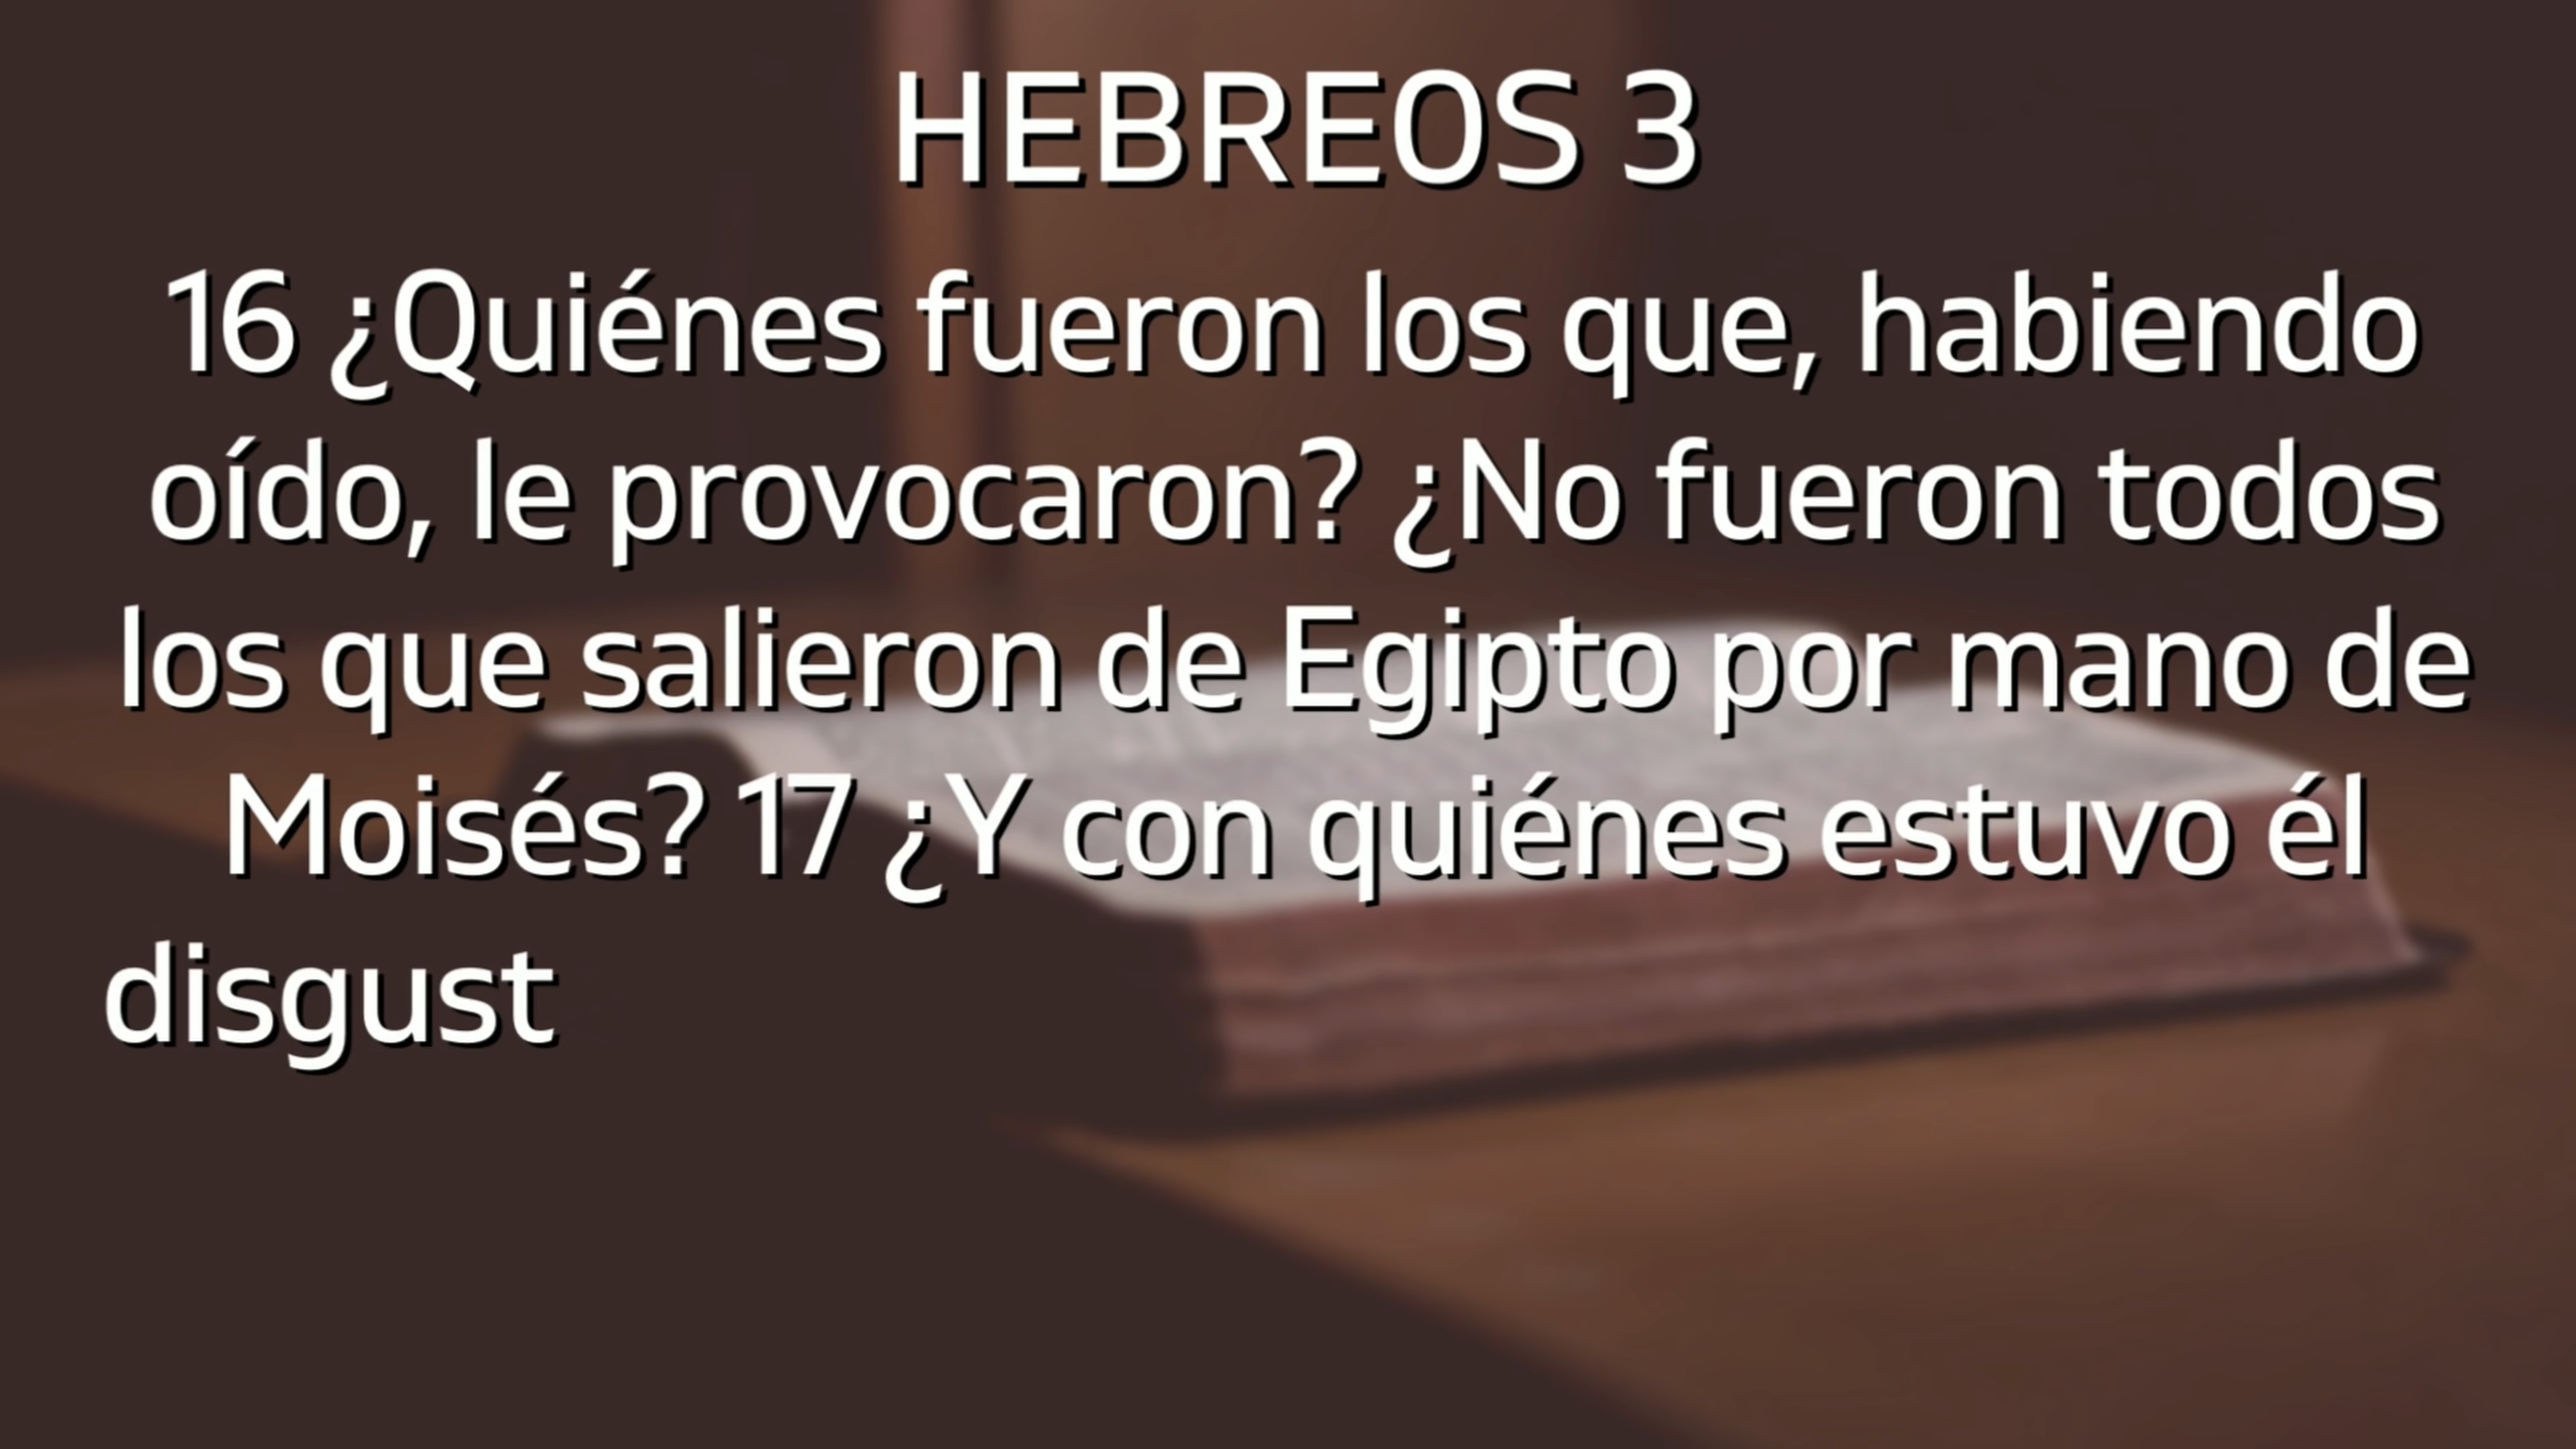 HEBREOS 3
16 ¿Quiénes fueron los que, habiendo
oído, le provocaron? ¿No fueron todos
los que salieron de Egipto por mano de
Moisés? 17 ¿Y con quiénes estuvo él
disgust